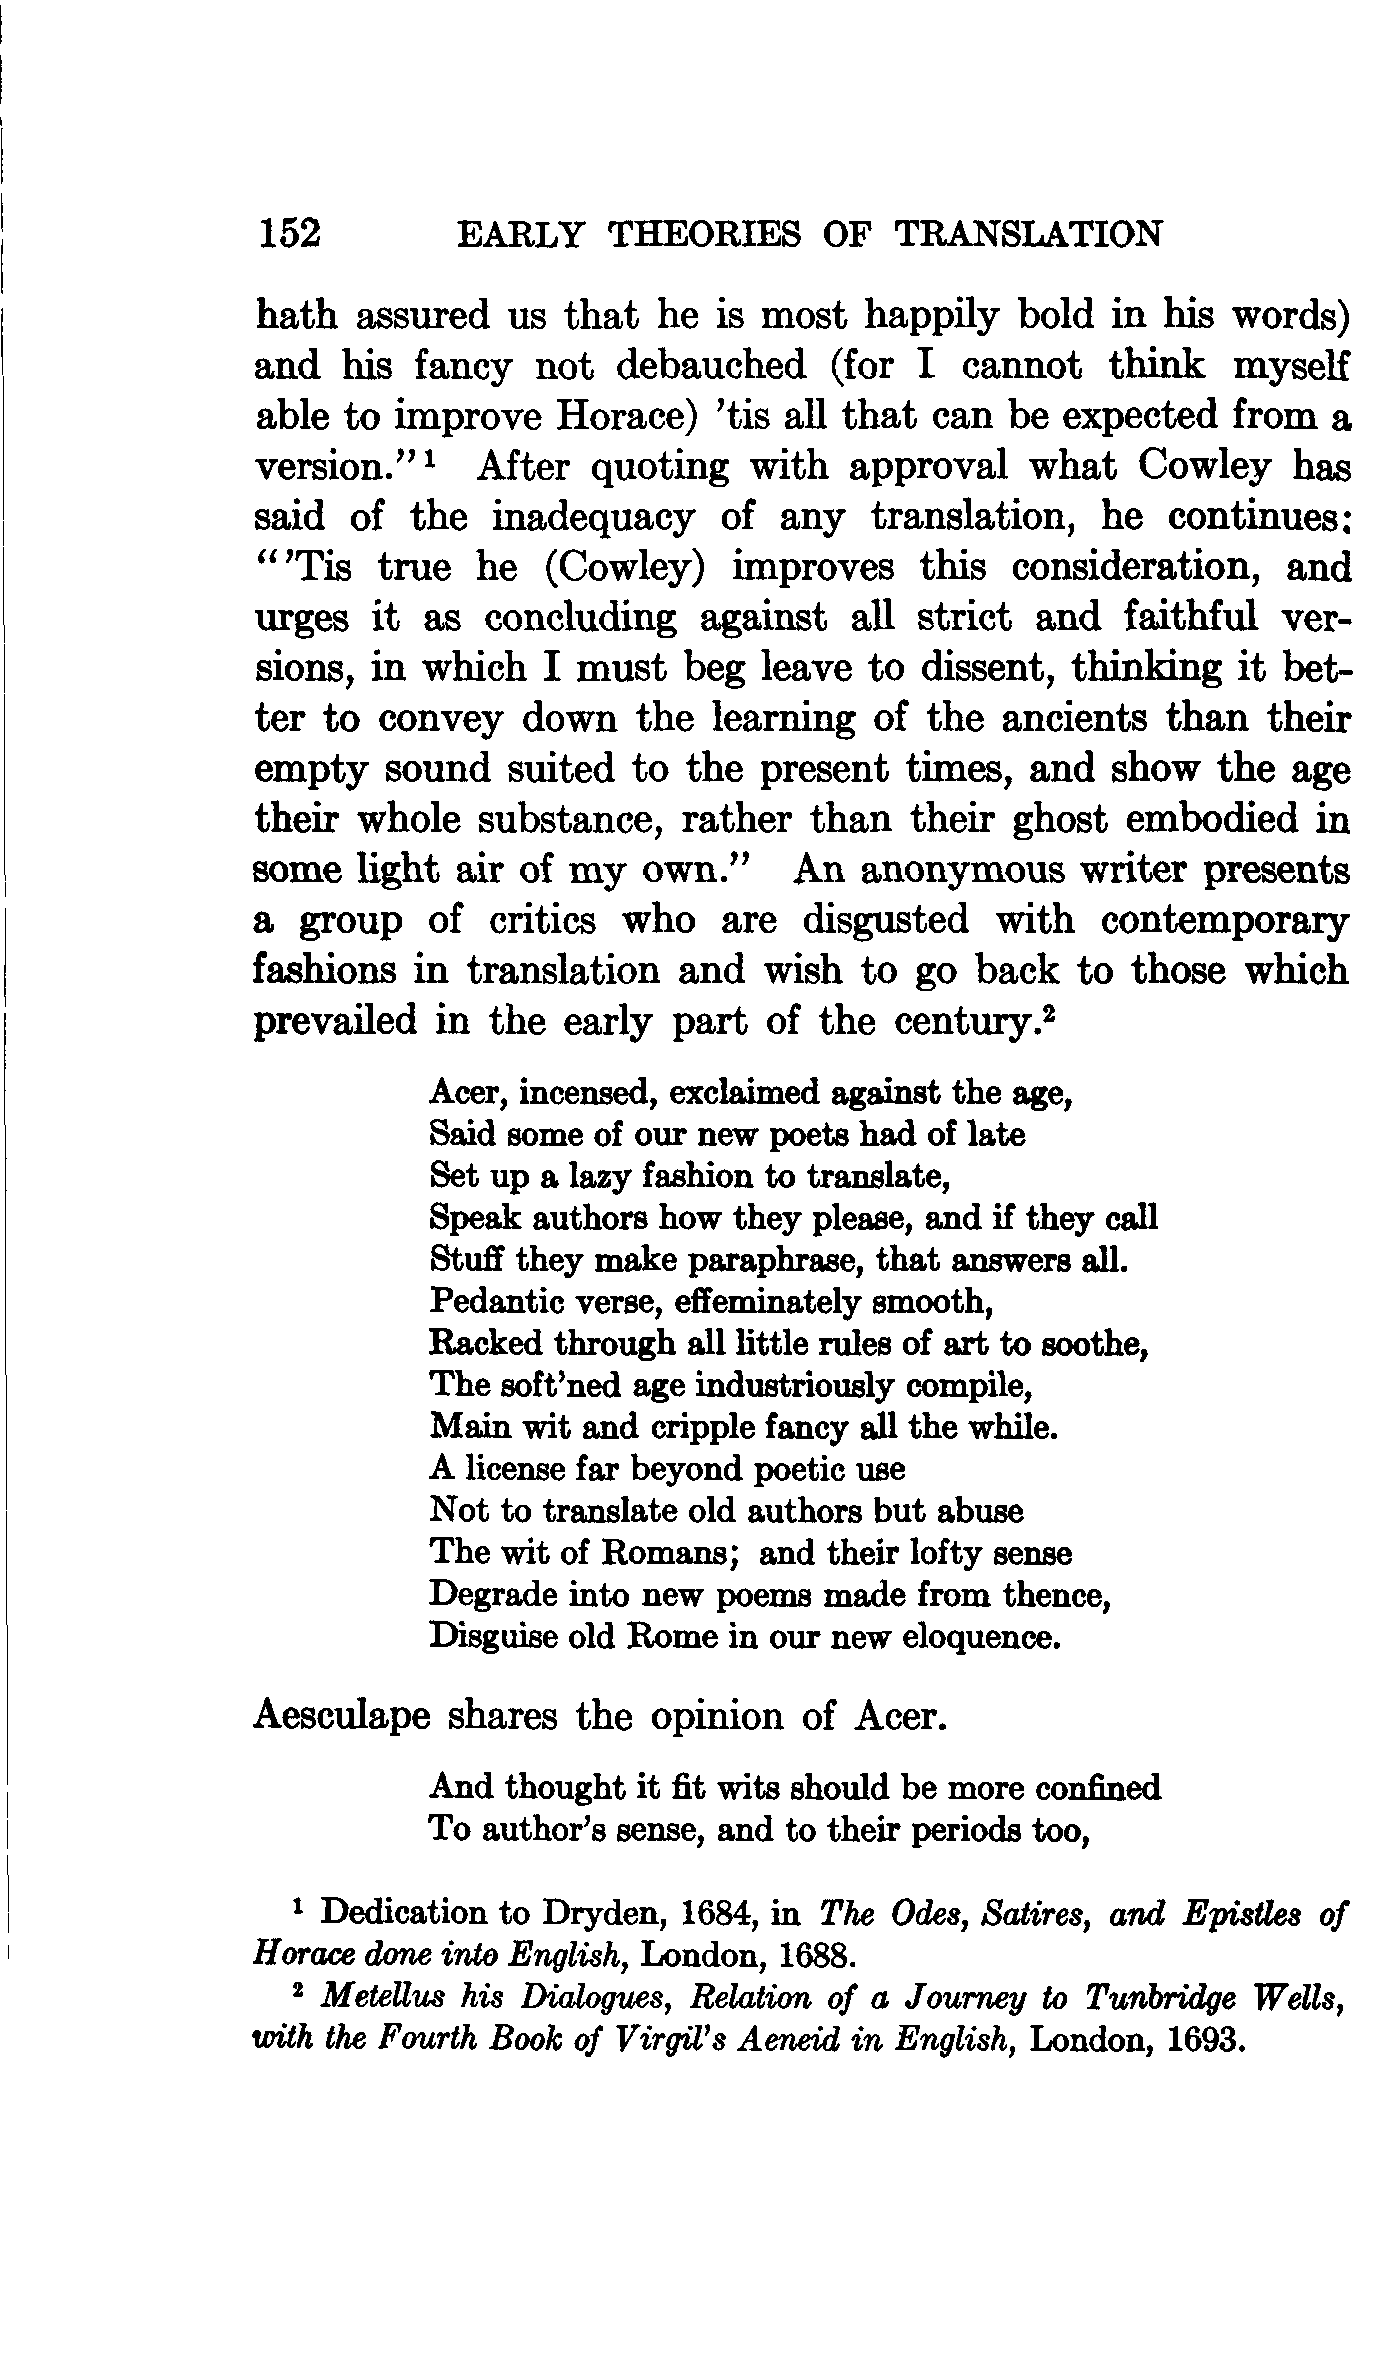 152 EARLY THEORIES OF TRANSLATION
hath assured us that he is most happily bold in his words)
and his fancy not debauched (for I cannot think myself
able to improve Horace) 'tis all that can be expected from a
version." ¹ After quoting with approval what Cowley has
said of the inadequacy of any translation, he continues:
"'Tis true he (Cowley) improves this consideration, and
urges it as concluding against all strict and faithful ver-
sions, in which I must beg leave to dissent, thinking it bet-
ter to convey down the learning of the ancients than their
empty sound suited to the present times, and show the age
their whole substance, rather than their ghost embodied in
some light air of my own." An anonymous writer presents
a group of critics who are disgusted with contemporary
fashions in translation and wish to go back to those which
prevailed in the early part of the century.²
Acer, incensed, exclaimed against the age,
Said some of our new poets had of late
Set up a lazy fashion to translate,
Speak authors how they please, and if they call
Stuff they make paraphrase, that answers all.
Pedantic verse, effeminately smooth,
Racked through all little rules of art to soothe,
The soft'ned age industriously compile,
Main wit and cripple fancy all the while.
A license far beyond poetic use
Not to translate old authors but abuse
The wit of Romans; and their lofty sense
Degrade into new poems made from thence,
Disguise old Rome in our new eloquence.
Aesculape shares the opinion of Acer.
And thought it fit wits should be more confined
To author's sense, and to their periods too,
¹ Dedication to Dryden, 1684, in The Odes, Satires, and Epistles of
Horace done into English, London, 1688.
² Metellus his Dialogues, Relation of a Journey to Tunbridge Wells,
with the Fourth Book of Virgil's Aeneid in English, London, 1693.